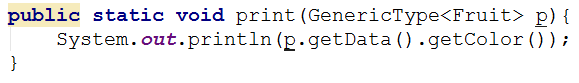 public static void print(GenericType<Fruit> p){
    System.out.println(p.getData().getColor());
}